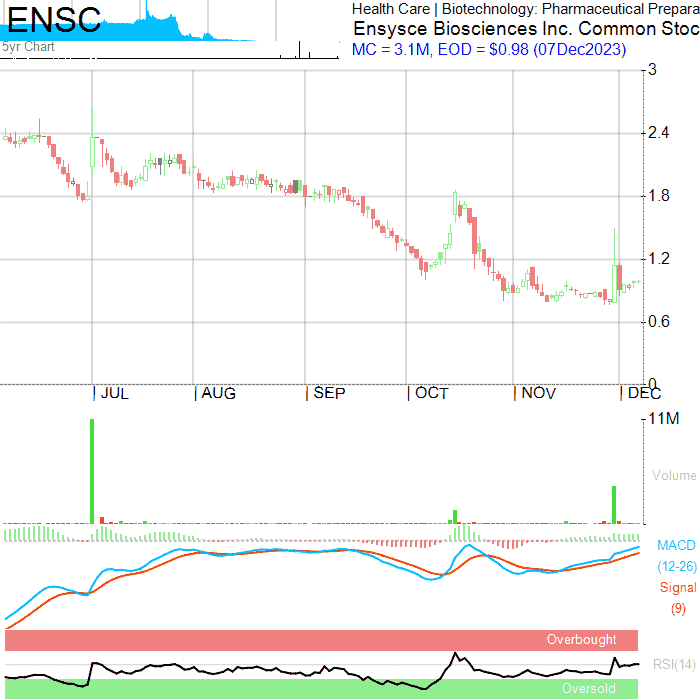 ENSC
5yr Chart
Health Care | Biotechnology: Pharmaceutical Prepara
Ensysce Biosciences Inc. Common Stoc
MC = 3.1M, EOD = $0.98 (07Dec2023)
3
2.4
1.8
1.2
0.6
0
| JUL | AUG | SEP | OCT | NOV | DEC
11M
Volume
MACD
(12-26)
Signal
(9)
Overbought
RSI(14)
Oversold